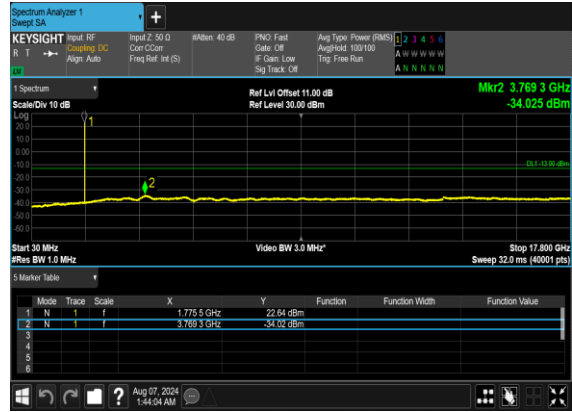 Spectrum Analyzer 1
Swept SA
KEYSIGHT Input: RF Input Z: 50 Ω #Atten: 40 dB PNO: Fast Avg Type: Power (RMS) 1 2 3 4 5 6
R T Coupling: DC Corr CCorr Gate: Off Avg|Hold: 100/100 A W W W W W
Align: Auto Freq Ref: Int (S) IF Gain: Low Trig: Free Run
Sig Track: Off A N N N N N
1 Spectrum
Scale/Div 10 dB Ref Lvl Offset 11.00 dB Mkr2 3.769 3 GHz
Ref Level 30.00 dBm -34.025 dBm
Log
20.0
10.0
0.00
-10.0
-20.0
-30.0
-40.0
-50.0
-60.0
1
2
DL1 -13.00 dBm
Start 30 MHz Video BW 3.0 MHz* Stop 17.800 GHz
#Res BW 1.0 MHz Sweep 32.0 ms (40001 pts)
5 Marker Table
Mode Trace Scale X Y Function Function Width Function Value
1 N 1 f 1.775 5 GHz 22.64 dBm
2 N 1 f 3.769 3 GHz -34.02 dBm
3
4
5
6
? Aug 07, 2024
1:44:04 AM